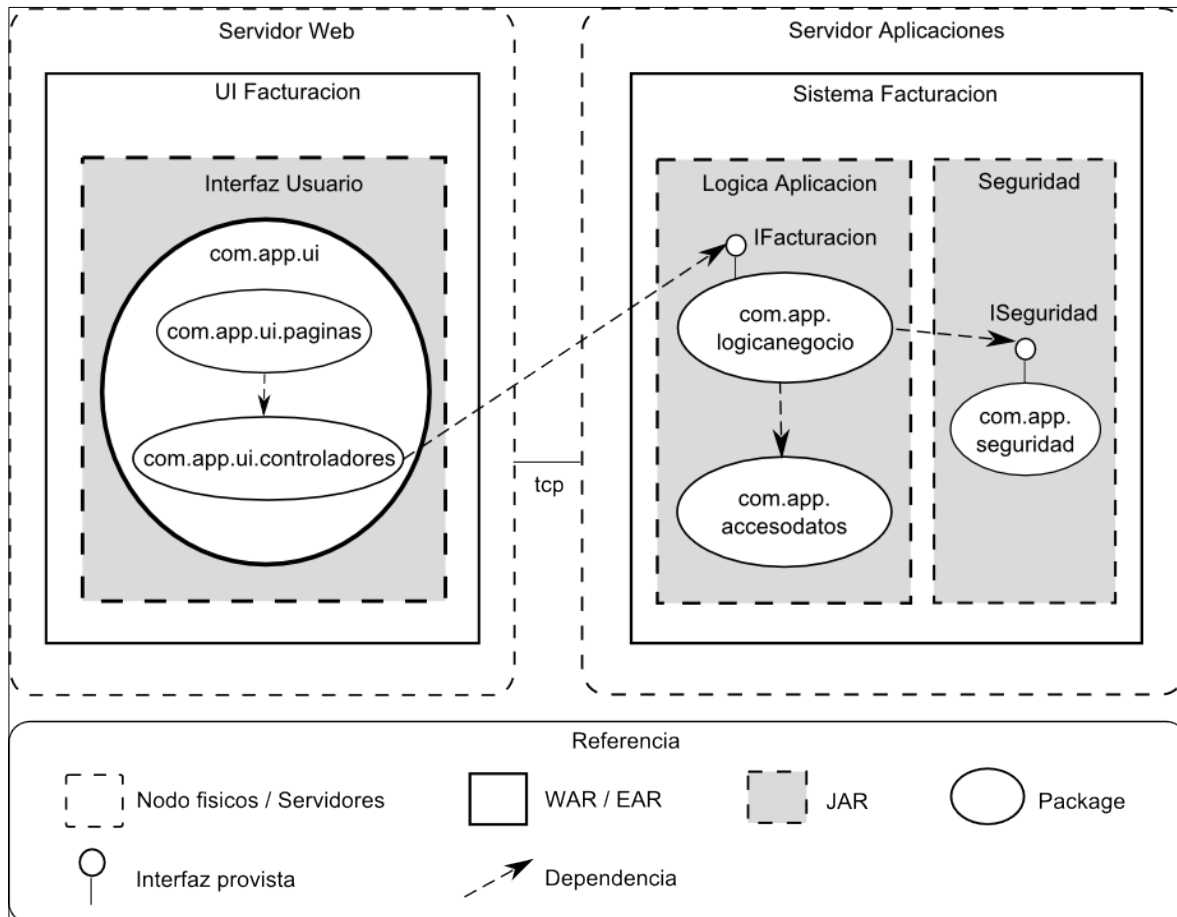 Servidor Web
UI Facturacion
Interfaz Usuario
com.app.ui
com.app.ui.paginas
com.app.ui.controladores
tcp
Servidor Aplicaciones
Sistema Facturacion
Logica Aplicacion
IFacturacion
com.app.
logicanegocio
com.app.
accesodatos
Seguridad
ISeguridad
com.app.
seguridad
Referencia
Nodo fisicos / Servidores
WAR / EAR
JAR
Package
Interfaz provista
Dependencia